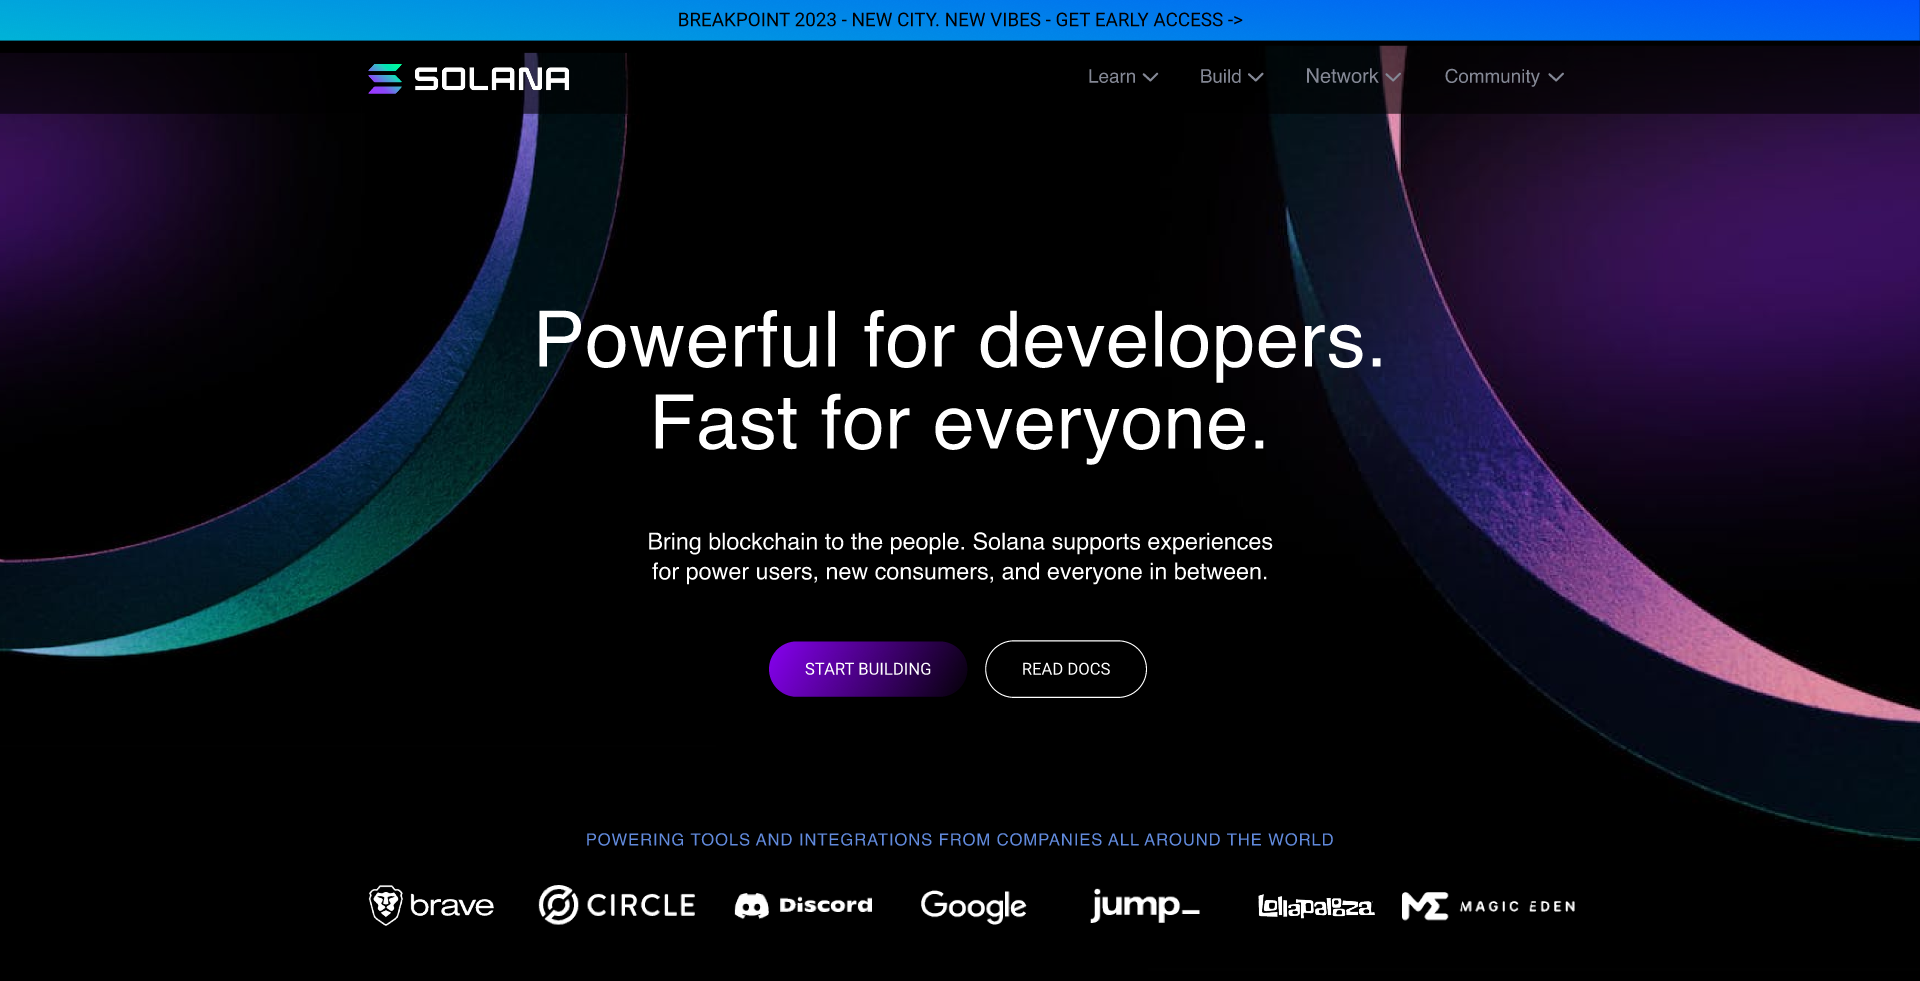 BREAKPOINT 2023 - NEW CITY. NEW VIBES - GET EARLY ACCESS ->
SOLANA
Learn
Build
Network
Community
Powerful for developers.
Fast for everyone.
Bring blockchain to the people. Solana supports experiences
for power users, new consumers, and everyone in between.
START BUILDING
READ DOCS
POWERING TOOLS AND INTEGRATIONS FROM COMPANIES ALL AROUND THE WORLD
brave
CIRCLE
Discord
Google
jump_
Lollapalooza
ME MAGIC EDEN